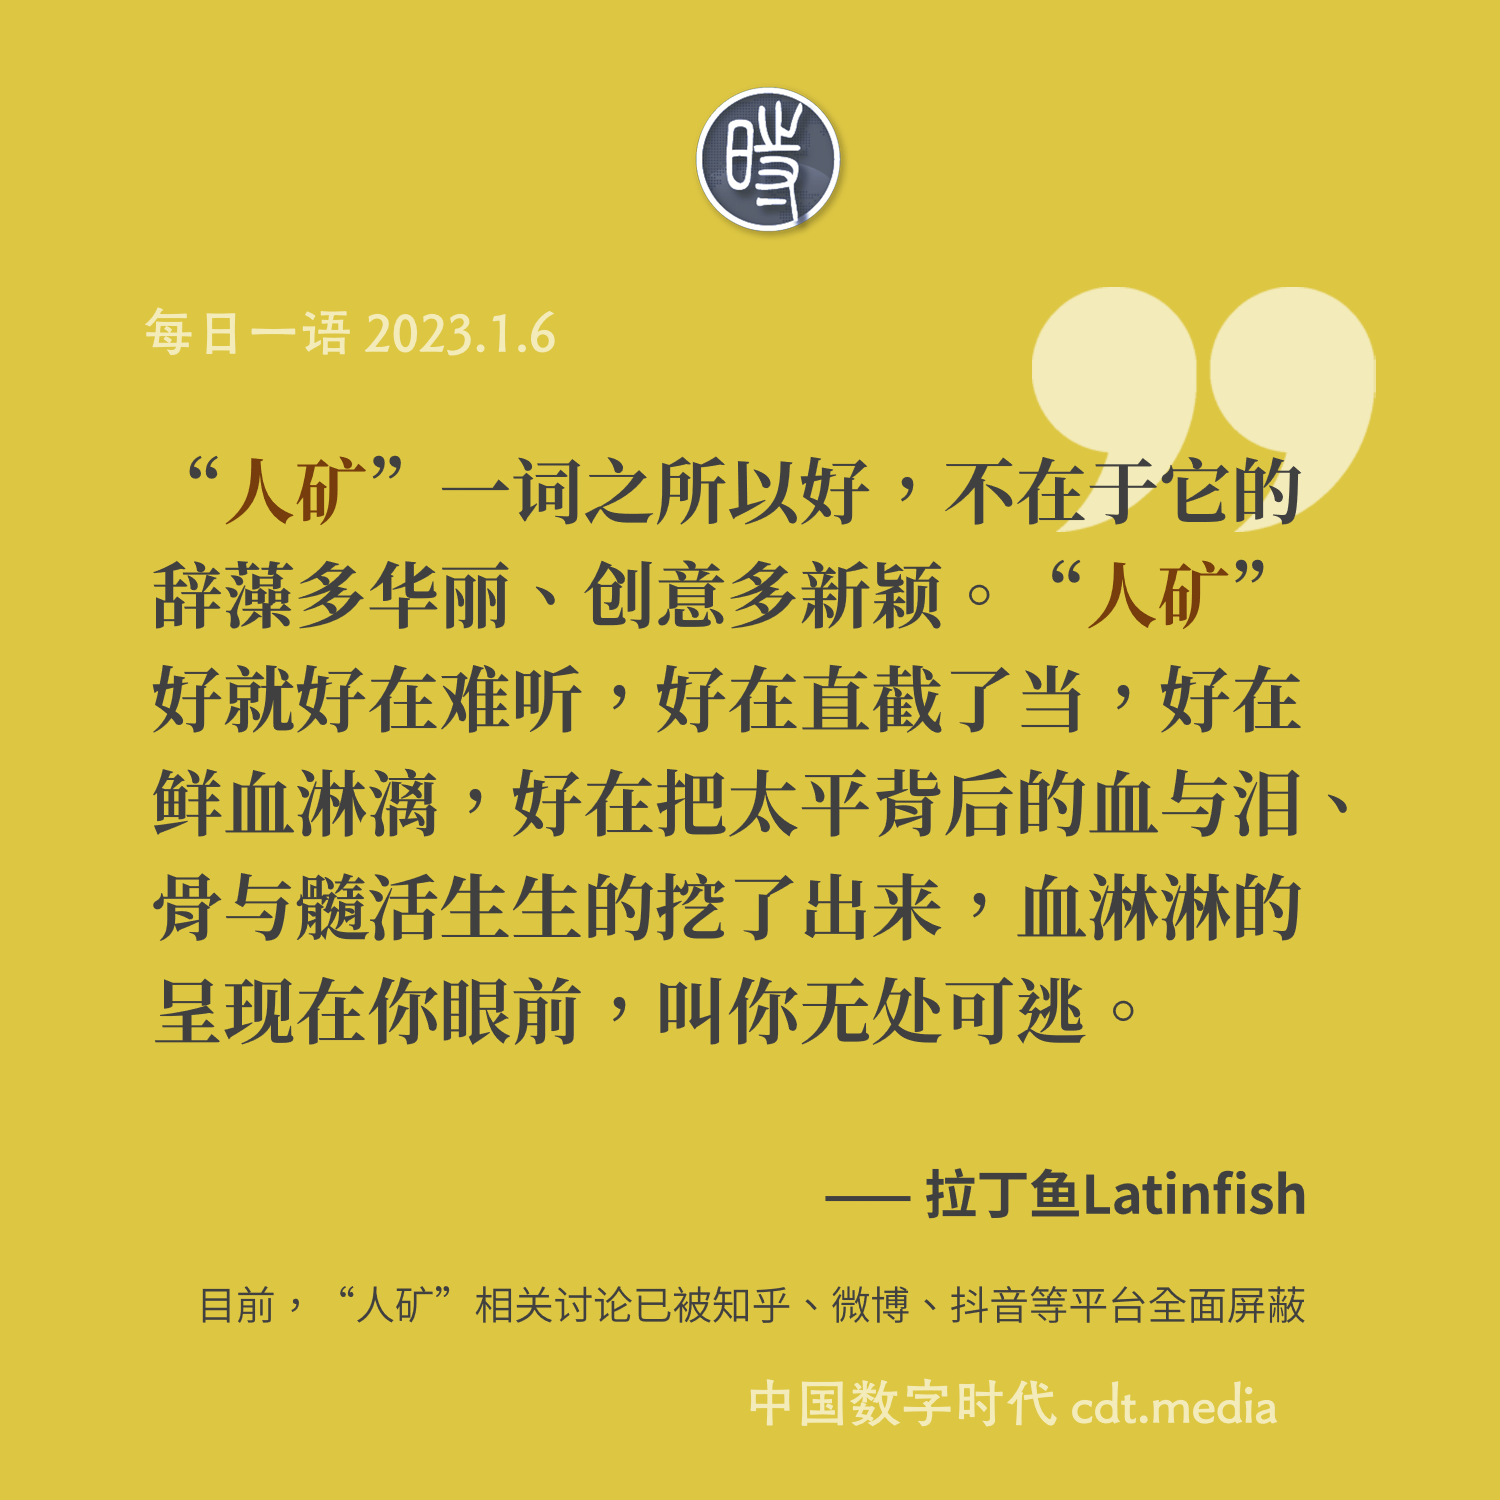 時
每日一语 2023.1.6
“人矿”一词之所以好，不在于它的
辞藻多华丽、创意多新颖。“人矿”
好就好在难听，好在直截了当，好在
鲜血淋漓，好在把太平背后的血与泪、
骨与髓活生生的挖了出来，血淋淋的
呈现在你眼前，叫你无处可逃。
—— 拉丁鱼Latinfish
目前，“人矿”相关讨论已被知乎、微博、抖音等平台全面屏蔽
中国数字时代 cdt.media